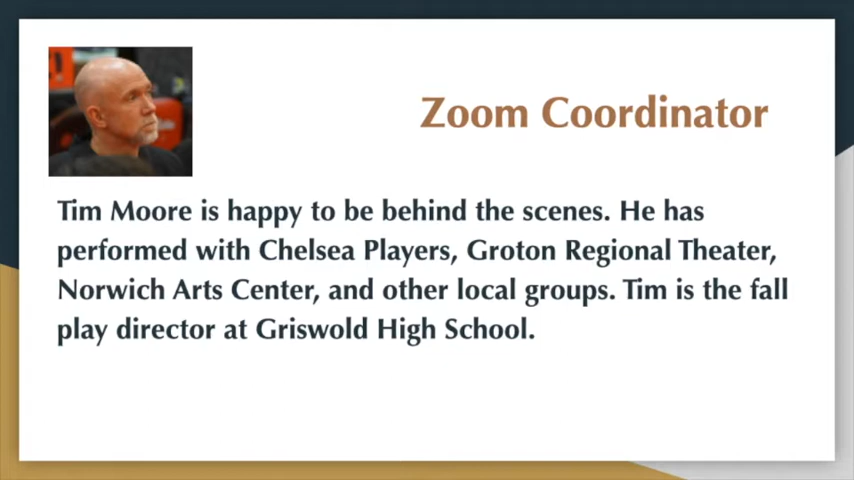 Zoom Coordinator
Tim Moore is happy to be behind the scenes. He has
performed with Chelsea Players, Groton Regional Theater,
Norwich Arts Center, and other local groups. Tim is the fall
play director at Griswold High School.